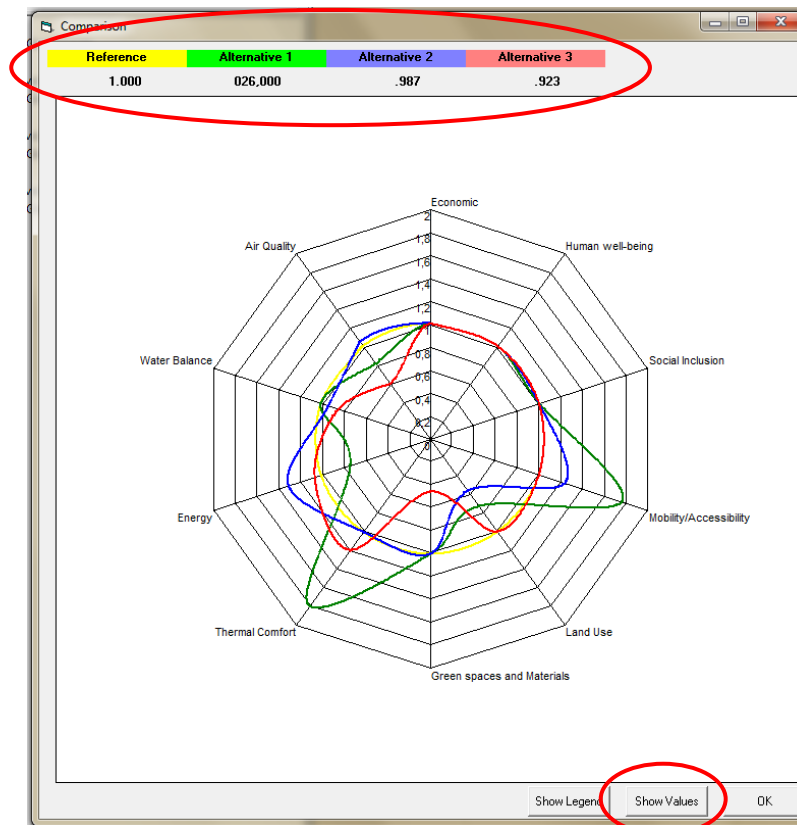 Comparison
Reference Alternative 1 Alternative 2 Alternative 3
1.000 026,000 .987 .923
Economic
2
Air Quality Human well-being
1,8
1,6
1,4
1,2
1
Water Balance Social Inclusion
0,8
0,6
0,4
0,2
0
Energy Mobility/Accessibility
Thermal Comfort Land Use
Green spaces and Materials
Show Legend Show Values OK